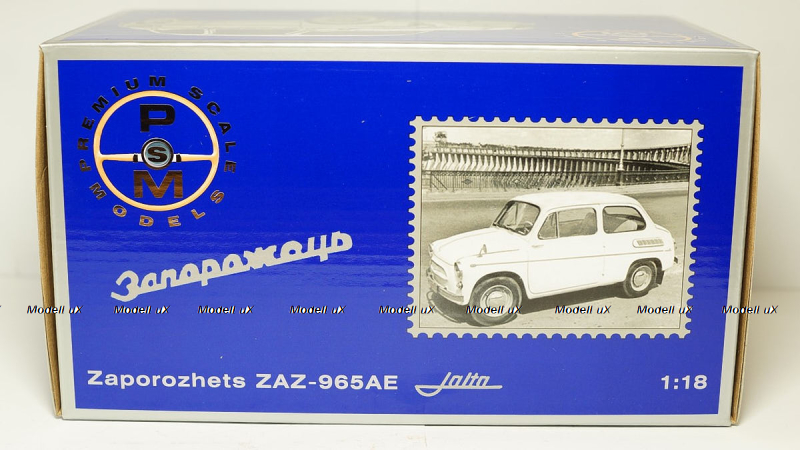 PREMIUM SCALE
MODELS
P
S
M
Запорожець
Modell uX Modell uX Modell uX Modell uX Modell uX Modell uX Modell uX Modell uX Modell uX
Zaporozhets ZAZ-965AE Jalta 1:18